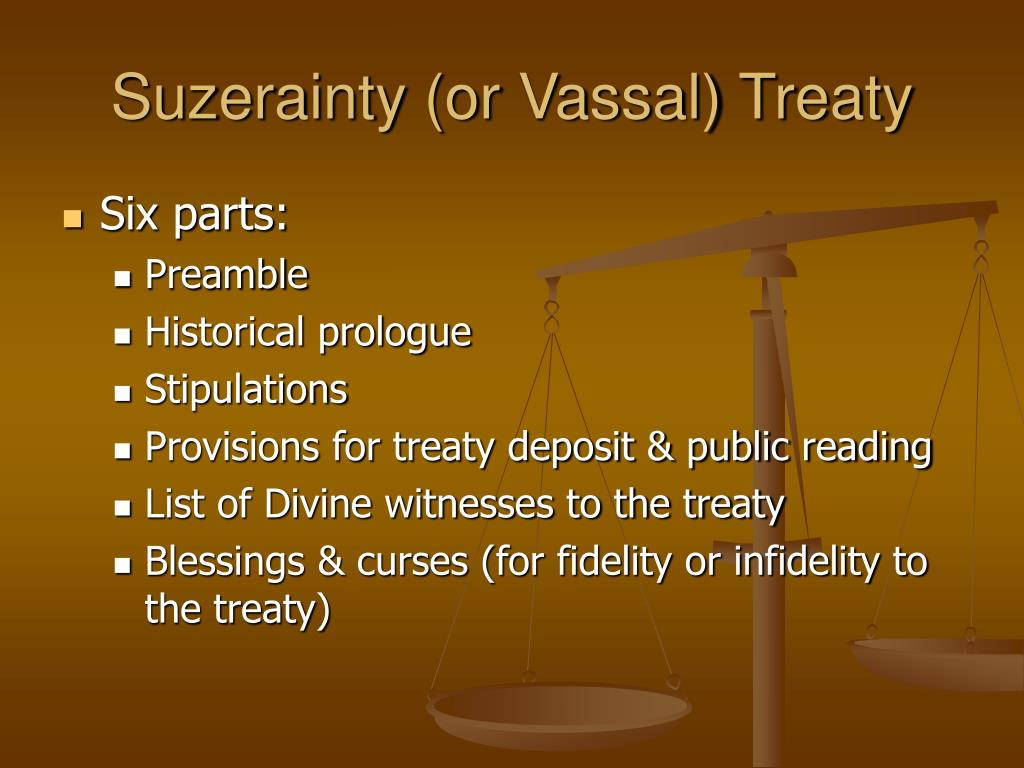 Suzerainty (or Vassal) Treaty
Six parts:
Preamble
Historical prologue
Stipulations
Provisions for treaty deposit & public reading
List of Divine witnesses to the treaty
Blessings & curses (for fidelity or infidelity to
the treaty)